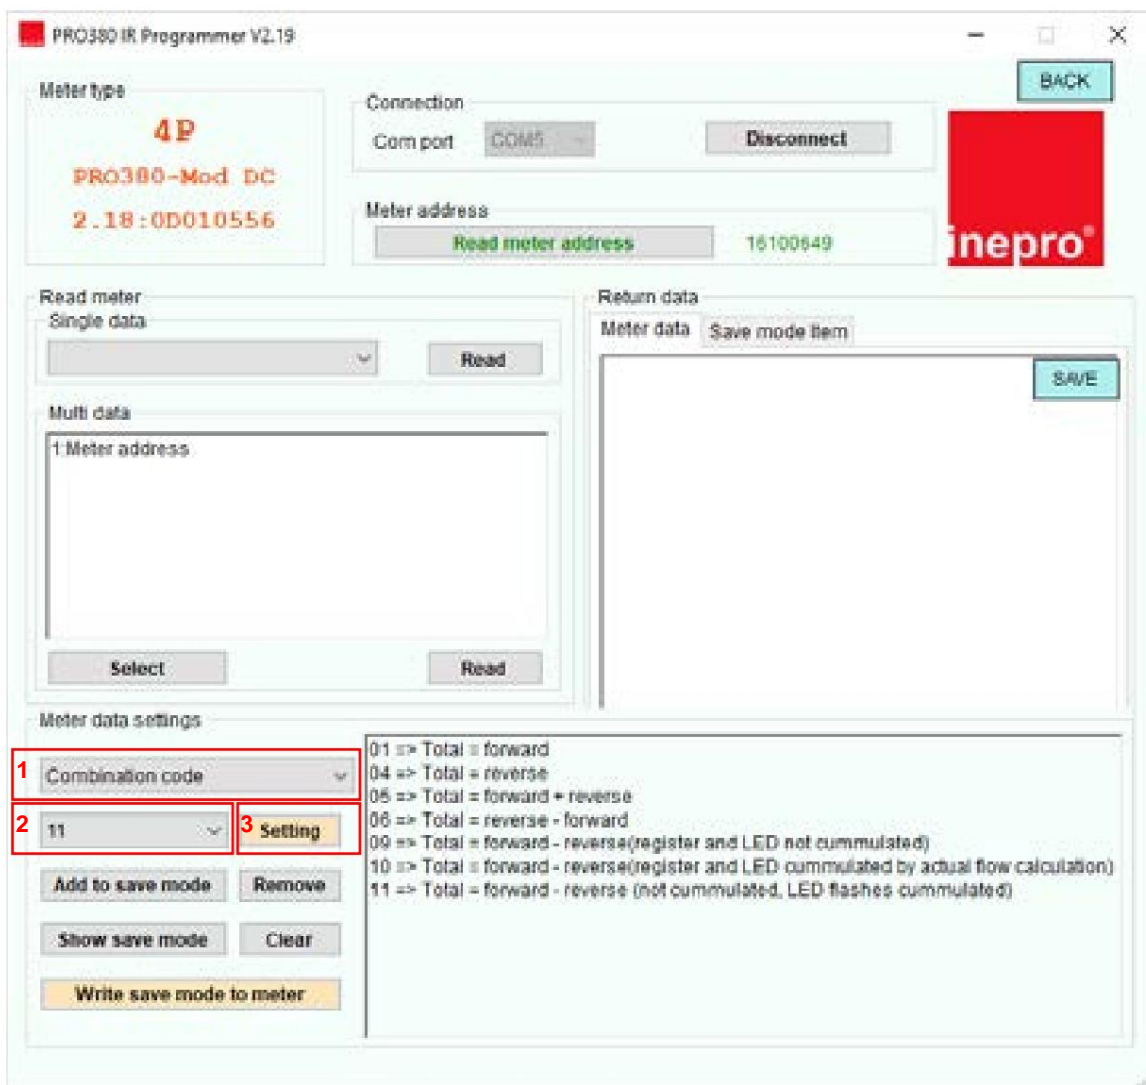 PRO380 IR Programmer V2.19
BACK
Meter type
4P
PRO380-Mod DC
2.18:0D010556
Connection
Com port COM5 Disconnect
Meter address
Read meter address 16100649
inepro®
Read meter
Single data
Read
Multi data
1:Meter address
Select Read
Return data
Meter data Save mode item
SAVE
Meter data settings
1 Combination code
2 11 3 Setting
Add to save mode Remove
Show save mode Clear
Write save mode to meter
01 => Total = forward
04 => Total = reverse
05 => Total = forward + reverse
06 => Total = reverse - forward
09 => Total = forward - reverse(register and LED not cummulated)
10 => Total = forward - reverse(register and LED cummulated by actual flow calculation)
11 => Total = forward - reverse (not cummulated, LED flashes cummulated)